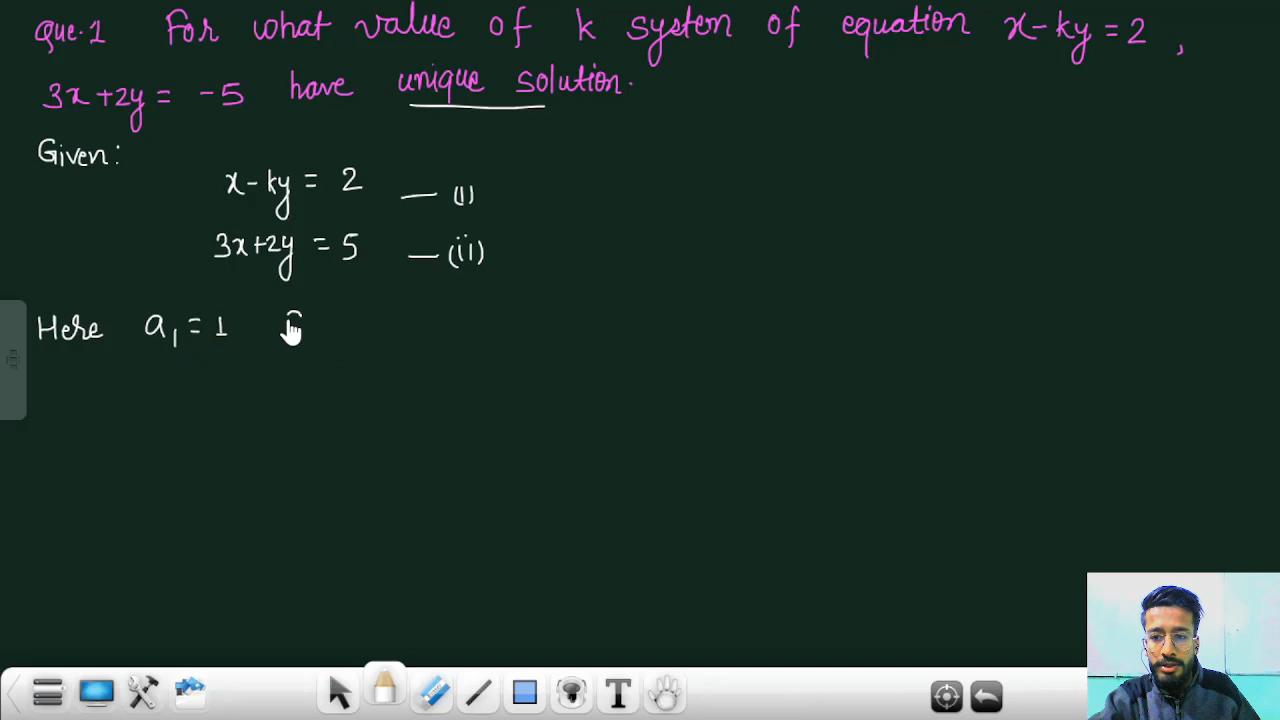 Que.1 For what value of k system of equation x-ky=2,
3x+2y= -5 have unique solution.
Given:
x-ky= 2 — (i)
3x+2y = 5 — (ii)
Here a₁ = 1
T